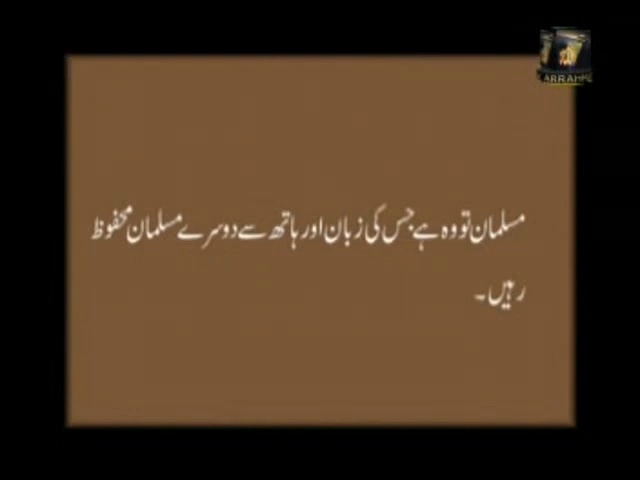 مسلمان تو وہ ہے جس کی زبان اور ہاتھ سے دوسرے مسلمان محفوظ
رہیں۔